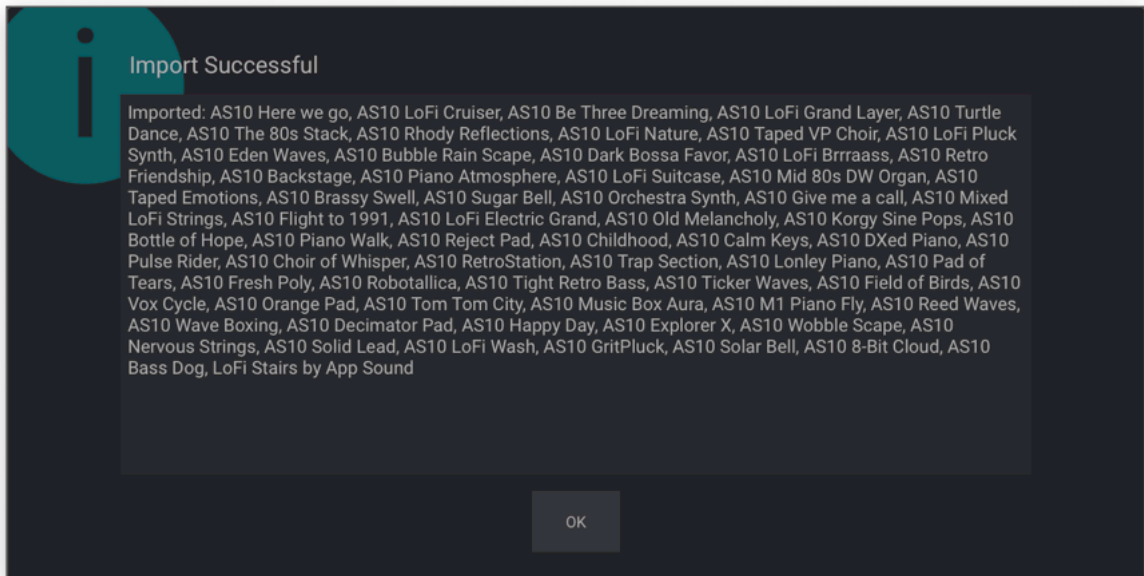 Import Successful
Imported: AS10 Here we go, AS10 LoFi Cruiser, AS10 Be Three Dreaming, AS10 LoFi Grand Layer, AS10 Turtle
Dance, AS10 The 80s Stack, AS10 Rhody Reflections, AS10 LoFi Nature, AS10 Taped VP Choir, AS10 LoFi Pluck
Synth, AS10 Eden Waves, AS10 Bubble Rain Scape, AS10 Dark Bossa Favor, AS10 LoFi Brrraass, AS10 Retro
Friendship, AS10 Backstage, AS10 Piano Atmosphere, AS10 LoFi Suitcase, AS10 Mid 80s DW Organ, AS10
Taped Emotions, AS10 Brassy Swell, AS10 Sugar Bell, AS10 Orchestra Synth, AS10 Give me a call, AS10 Mixed
LoFi Strings, AS10 Flight to 1991, AS10 LoFi Electric Grand, AS10 Old Melancholy, AS10 Korgy Sine Pops, AS10
Bottle of Hope, AS10 Piano Walk, AS10 Reject Pad, AS10 Childhood, AS10 Calm Keys, AS10 DXed Piano, AS10
Pulse Rider, AS10 Choir of Whisper, AS10 RetroStation, AS10 Trap Section, AS10 Lonley Piano, AS10 Pad of
Tears, AS10 Fresh Poly, AS10 Robotallica, AS10 Tight Retro Bass, AS10 Ticker Waves, AS10 Field of Birds, AS10
Vox Cycle, AS10 Orange Pad, AS10 Tom Tom City, AS10 Music Box Aura, AS10 M1 Piano Fly, AS10 Reed Waves,
AS10 Wave Boxing, AS10 Decimator Pad, AS10 Happy Day, AS10 Explorer X, AS10 Wobble Scape, AS10
Nervous Strings, AS10 Solid Lead, AS10 LoFi Wash, AS10 GritPluck, AS10 Solar Bell, AS10 8-Bit Cloud, AS10
Bass Dog, LoFi Stairs by App Sound
OK